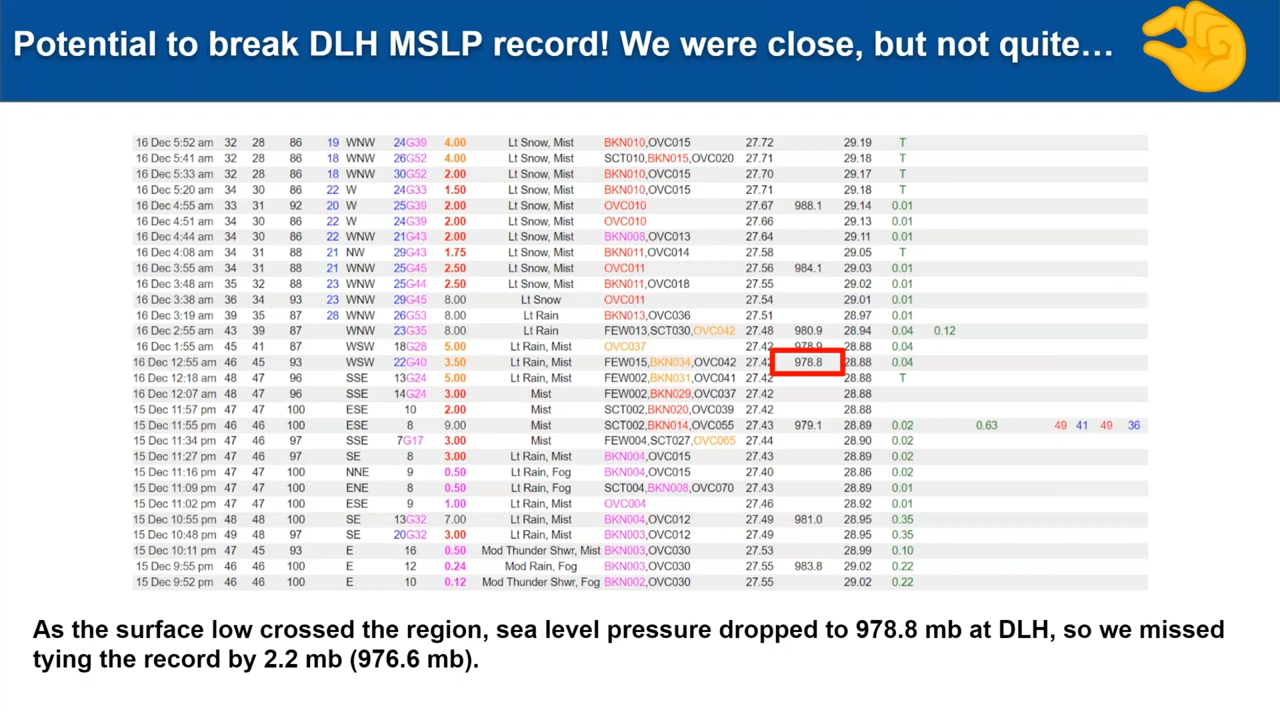 Potential to break DLH MSLP record! We were close, but not quite…
16 Dec 5:52 am 32 28 86 19 WNW 24G39 4.00 Lt Snow, Mist BKN010,OVC015 27.72 29.19 T
16 Dec 5:41 am 32 28 86 18 WNW 26G52 4.00 Lt Snow, Mist SCT010,BKN015,OVC020 27.71 29.18 T
16 Dec 5:33 am 32 28 86 18 WNW 30G52 2.00 Lt Snow, Mist BKN010,OVC015 27.70 29.17 T
16 Dec 5:20 am 34 30 86 22 W 24G33 1.50 Lt Snow, Mist BKN010,OVC015 27.71 29.18 T
16 Dec 4:55 am 33 31 92 20 W 25G39 2.00 Lt Snow, Mist OVC010 27.67 988.1 29.14 0.01
16 Dec 4:51 am 34 30 86 22 W 24G39 2.00 Lt Snow, Mist OVC010 27.66 29.13 0.01
16 Dec 4:44 am 34 30 86 22 WNW 21G43 2.00 Lt Snow, Mist BKN008,OVC013 27.64 29.11 0.01
16 Dec 4:08 am 34 31 88 21 NW 29G43 1.75 Lt Snow, Mist BKN011,OVC014 27.58 29.05 T
16 Dec 3:55 am 34 31 88 21 WNW 25G45 2.50 Lt Snow, Mist OVC011 27.56 984.1 29.03 0.01
16 Dec 3:48 am 35 32 88 23 WNW 25G44 2.50 Lt Snow, Mist BKN011,OVC018 27.55 29.02 0.01
16 Dec 3:38 am 36 34 93 23 WNW 29G45 8.00 Lt Snow OVC011 27.54 29.01 0.01
16 Dec 3:19 am 39 35 87 28 WNW 26G53 8.00 Lt Rain BKN013,OVC036 27.51 28.97 0.01
16 Dec 2:55 am 43 39 87 WNW 23G35 8.00 Lt Rain FEW013,SCT030,OVC042 27.48 980.9 28.94 0.04 0.12
16 Dec 1:55 am 45 41 87 WSW 18G28 5.00 Lt Rain, Mist OVC037 27.42 978.9 28.88 0.04
16 Dec 12:55 am 46 45 93 WSW 22G40 3.50 Lt Rain, Mist FEW015,BKN034,OVC042 27.42 978.8 28.88 0.04
16 Dec 12:18 am 48 47 96 SSE 13G24 5.00 Lt Rain, Mist FEW002,BKN031,OVC041 27.42 28.88 T
16 Dec 12:07 am 48 47 96 SSE 14G24 3.00 Mist FEW002,BKN029,OVC037 27.42 28.88
15 Dec 11:57 pm 47 47 100 ESE 10 2.00 Mist SCT002,BKN020,OVC039 27.42 28.88
15 Dec 11:55 pm 46 46 100 ESE 8 9.00 Mist SCT002,BKN014,OVC055 27.43 979.1 28.89 0.02 0.63 49 41 49 36
15 Dec 11:34 pm 47 46 97 SSE 7G17 3.00 Mist FEW004,SCT027,OVC065 27.44 28.90 0.02
15 Dec 11:27 pm 47 46 97 SE 8 3.00 Lt Rain, Mist BKN004,OVC015 27.43 28.89 0.02
15 Dec 11:16 pm 47 47 100 NNE 9 0.50 Lt Rain, Fog BKN004,OVC015 27.40 28.86 0.02
15 Dec 11:09 pm 47 47 100 ENE 8 0.50 Lt Rain, Fog SCT004,BKN008,OVC070 27.43 28.89 0.01
15 Dec 11:02 pm 47 47 100 ESE 9 1.00 Lt Rain, Mist OVC004 27.46 28.92 0.01
15 Dec 10:55 pm 48 48 100 SE 13G32 7.00 Lt Rain, Mist BKN004,OVC012 27.49 981.0 28.95 0.35
15 Dec 10:48 pm 49 48 97 SE 20G32 3.00 Lt Rain, Mist BKN003,OVC012 27.49 28.95 0.35
15 Dec 10:11 pm 47 45 93 E 16 0.50 Mod Thunder Shwr, Mist BKN003,OVC030 27.53 28.99 0.10
15 Dec 9:55 pm 46 46 100 E 12 0.24 Mod Rain, Fog BKN003,OVC030 27.55 983.8 29.02 0.22
15 Dec 9:52 pm 46 46 100 E 10 0.12 Mod Thunder Shwr, Fog BKN002,OVC030 27.55 29.02 0.22
As the surface low crossed the region, sea level pressure dropped to 978.8 mb at DLH, so we missed
tying the record by 2.2 mb (976.6 mb).